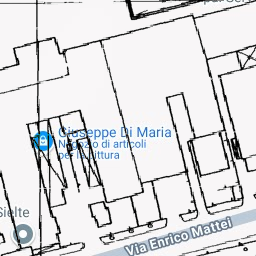 Giuseppe Di Maria
Negozio di articoli
per la pittura
Sielte
Via Enrico Mattei